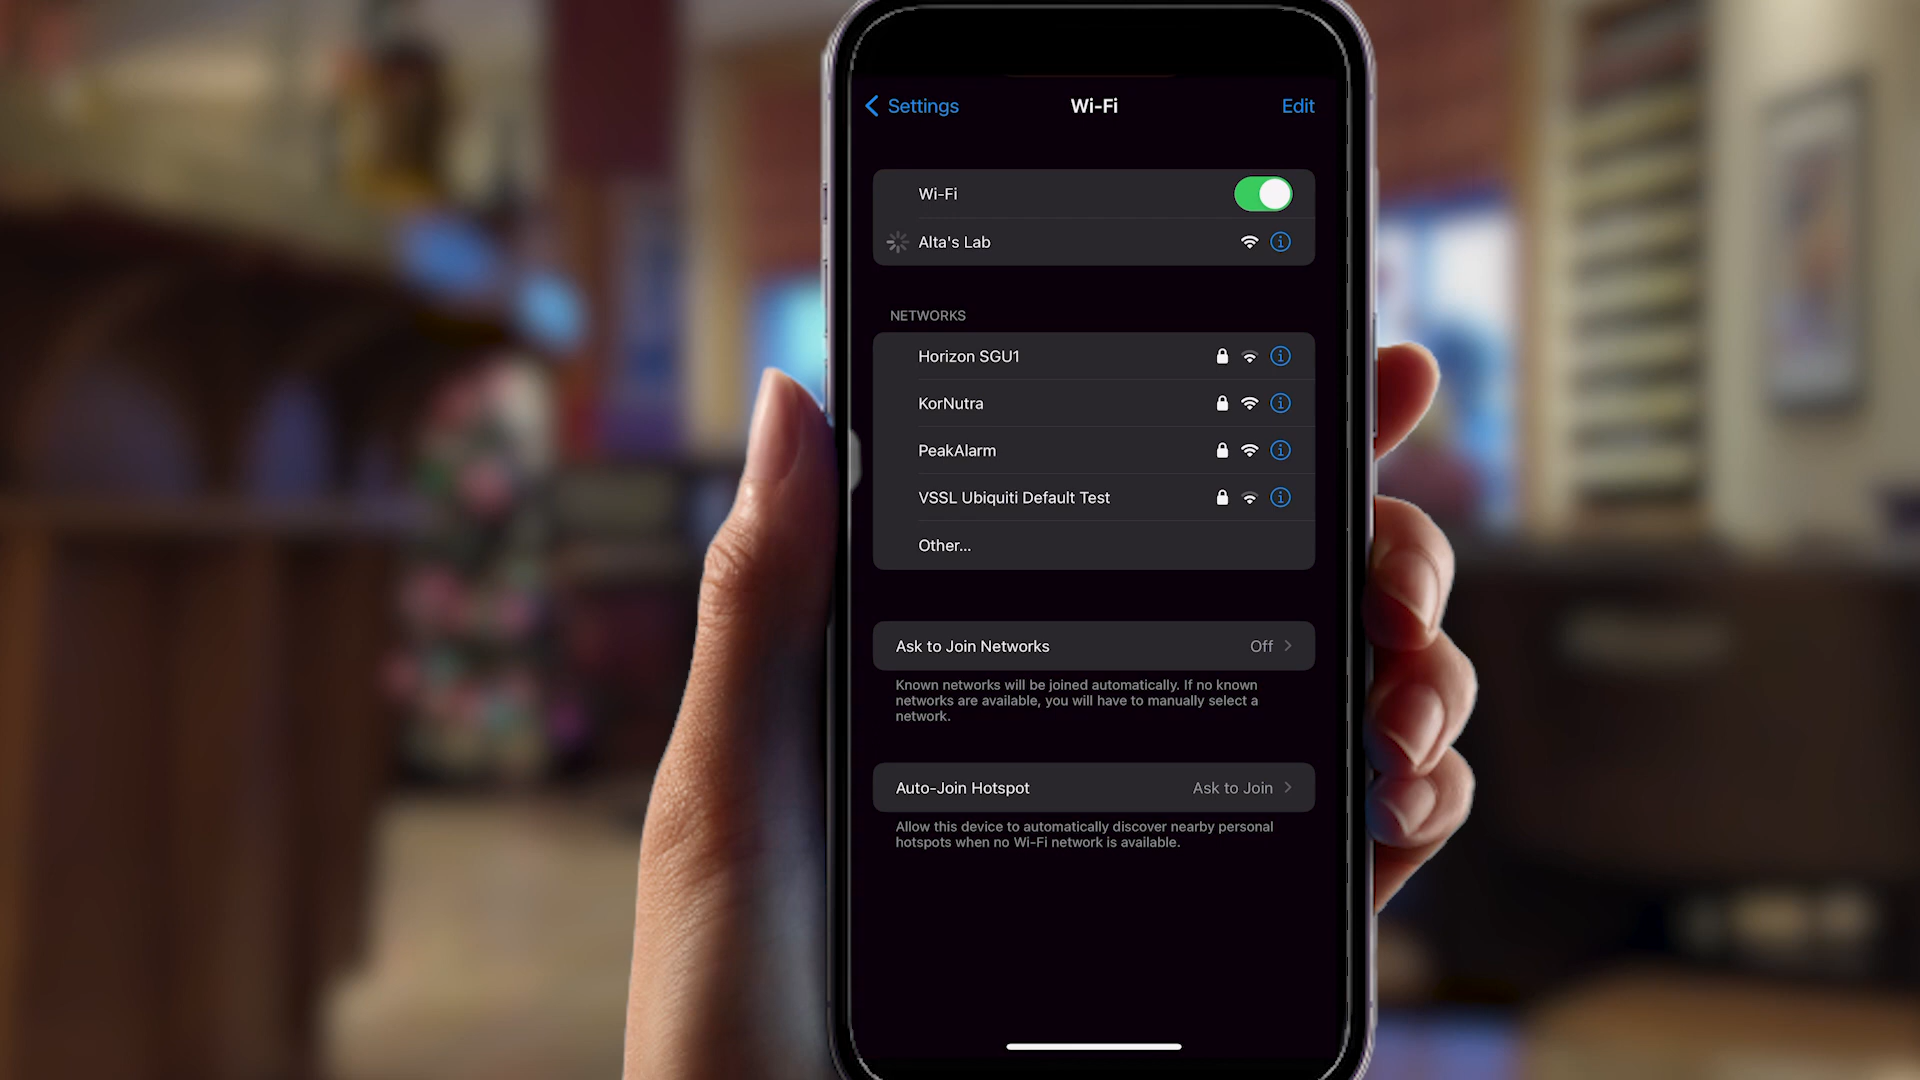 Settings
Wi-Fi
Edit
Wi-Fi
Alta's Lab
NETWORKS
Horizon SGU1
KorNutra
PeakAlarm
VSSL Ubiquiti Default Test
Other...
Ask to Join Networks
Off
Known networks will be joined automatically. If no known
networks are available, you will have to manually select a
network.
Auto-Join Hotspot
Ask to Join
Allow this device to automatically discover nearby personal
hotspots when no Wi-Fi network is available.